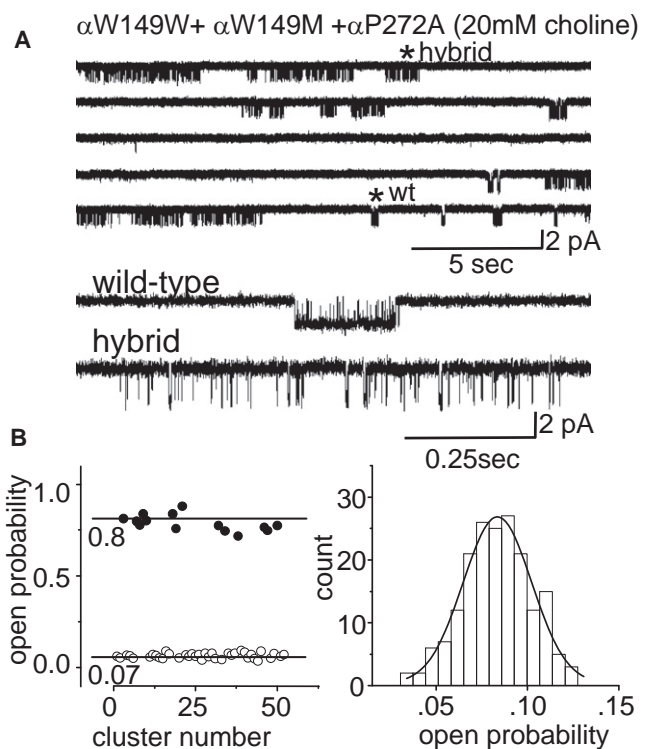 A
αW149W+ αW149M +αP272A (20mM choline)
*hybrid
*wt
2 pA
5 sec
wild-type
hybrid
2 pA
0.25sec
B
1.0
0.8
0.5
0.0
0.07
open probability
0 25 50
cluster number
30
20
10
0
count
.05 .10 .15
open probability